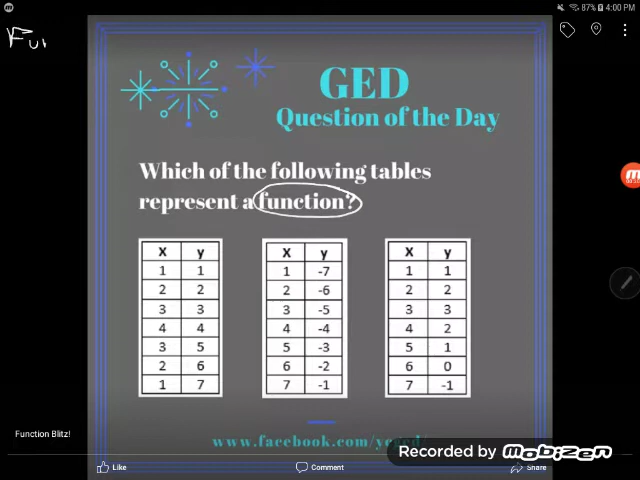 87% 4:00 PM
GED
Question of the Day
Which of the following tables
represent a function?
X y X y X y
1 1 1 -7 1 1
2 2 2 -6 2 2
3 3 3 -5 3 3
4 4 4 -4 4 2
3 5 5 -3 5 1
2 6 6 -2 6 0
1 7 7 -1 7 -1
Function Blitz!
Recorded by Mobizen
Like Comment Share